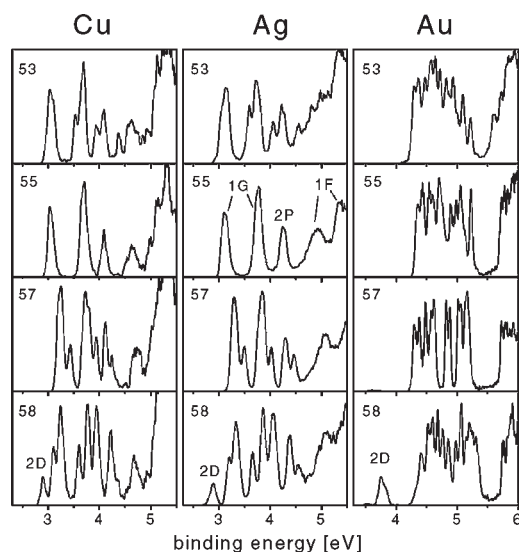 Cu Ag Au
53 53 53
55 55 1G 2P 1F 55
57 57 57
58 2D 58 2D 58 2D
3 4 5 3 4 5 4 5 6
binding energy [eV]